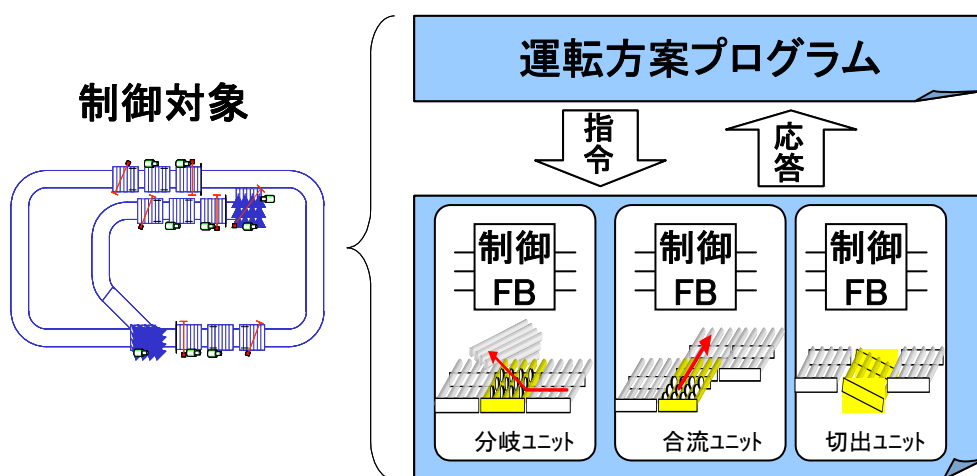 運転方案プログラム
制御対象
指令
応答
制御
FB
制御
FB
制御
FB
分岐ユニット
合流ユニット
切出ユニット